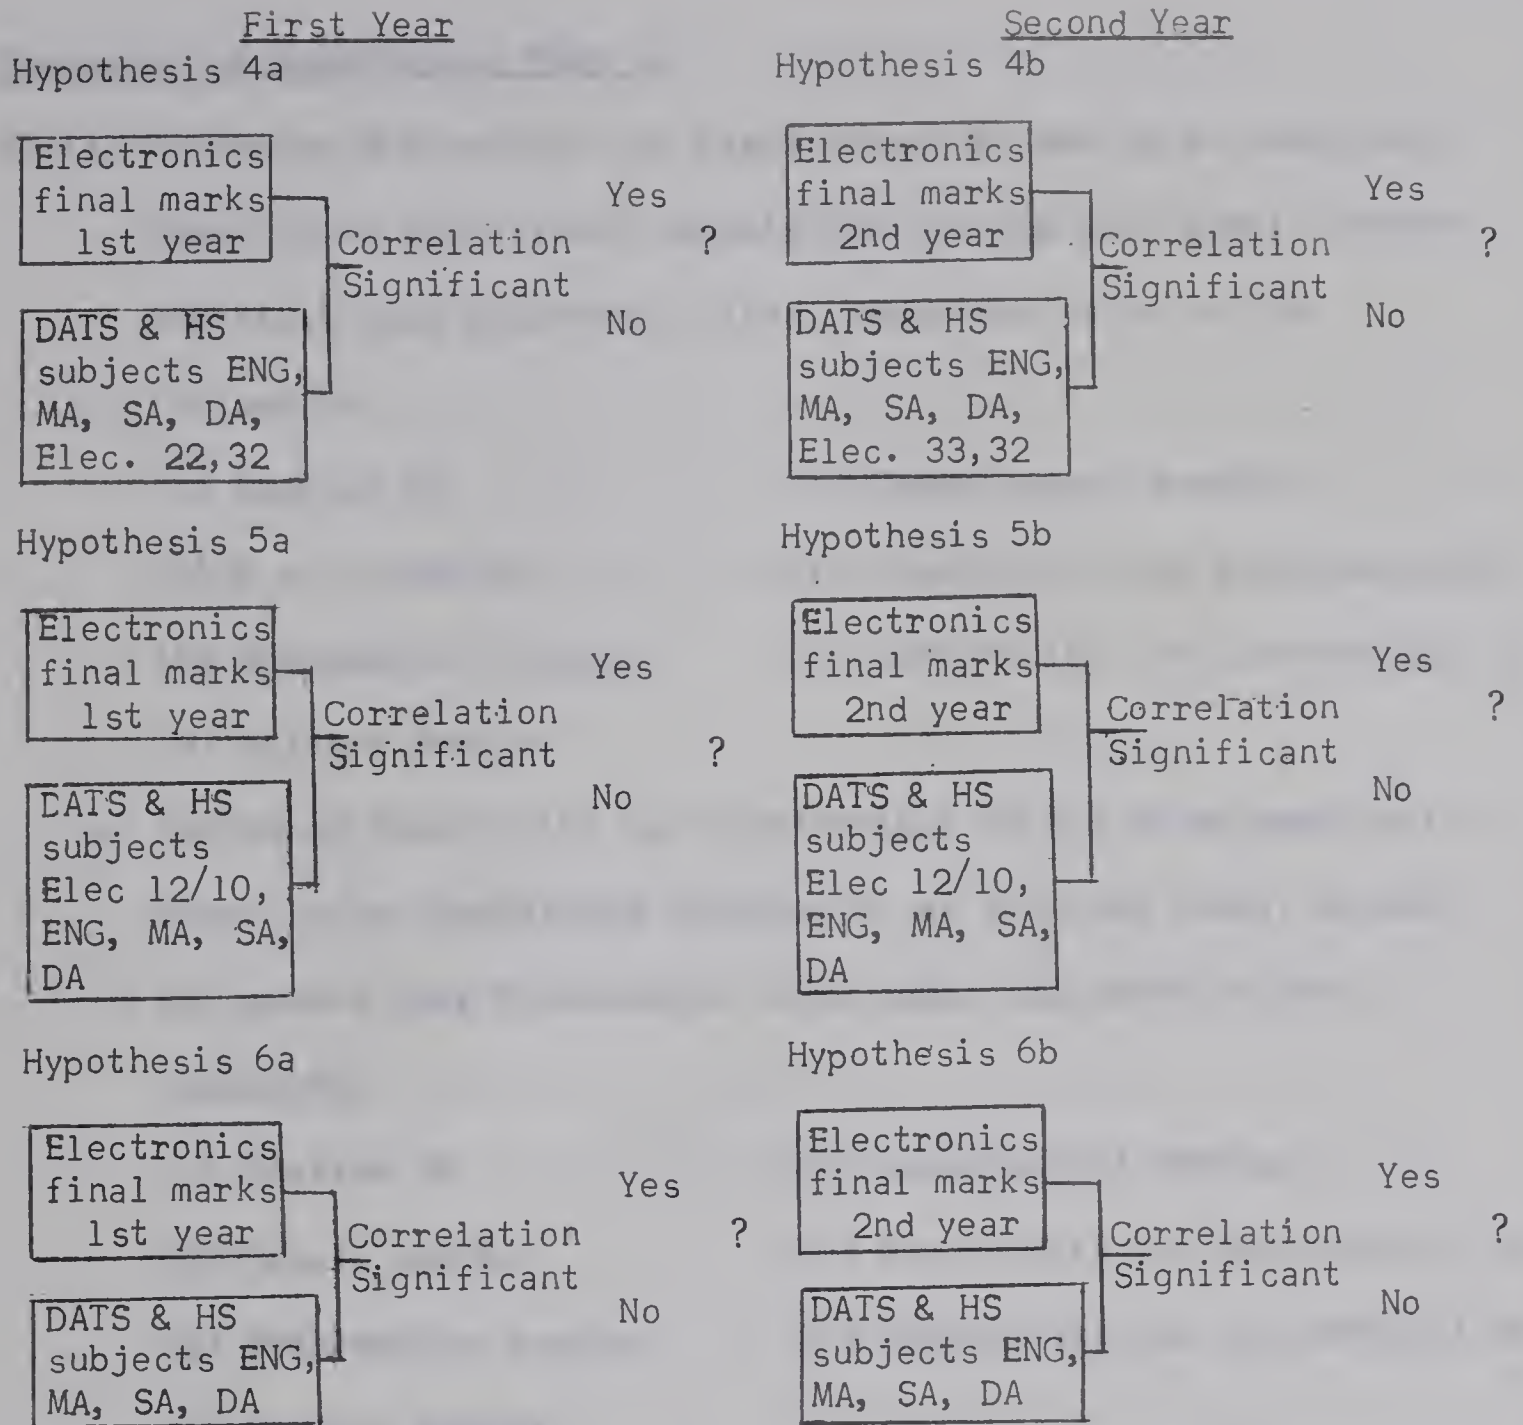 First Year
Hypothesis 4a
Electronics
final marks
1st year
Yes
Correlation ?
Significant
No
DATS & HS
subjects ENG,
MA, SA, DA,
Elec. 22,32
Hypothesis 5a
Electronics
final marks
1st year
Yes
Correlation
Significant ?
No
DATS & HS
subjects
Elec 12/10,
ENG, MA, SA,
DA
Hypothesis 6a
Electronics
final marks
1st year
Yes
Correlation ?
Significant
No
DATS & HS
subjects ENG,
MA, SA, DA
Second Year
Hypothesis 4b
Electronics
final marks
2nd year
Yes
Correlation ?
Significant
No
DATS & HS
subjects ENG,
MA, SA, DA,
Elec. 33,32
Hypothesis 5b
Electronics
final marks
2nd year
Yes
Correlation ?
Significant
No
DATS & HS
subjects
Elec 12/10,
ENG, MA, SA,
DA
Hypothesis 6b
Electronics
final marks
2nd year
Yes
Correlation ?
Significant
No
DATS & HS
subjects ENG,
MA, SA, DA